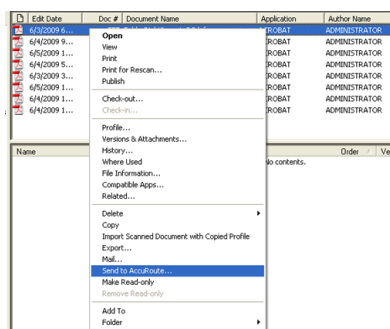 Edit Date Doc # Document Name Application Author Name
6/3/2009 6... ADMINISTRATOR
6/4/2009 9... ROBAT ADMINISTRATOR
6/5/2009 1... ROBAT ADMINISTRATOR
6/4/2009 1... ROBAT ADMINISTRATOR
6/4/2009 5... ROBAT ADMINISTRATOR
6/3/2009 3... ROBAT ADMINISTRATOR
6/5/2009 1... ROBAT ADMINISTRATOR
6/4/2009 1... ROBAT ADMINISTRATOR
Open
View
Print
Print for Rescan...
Publish
Check-out...
Check-in...
Profile...
Versions & Attachments...
History...
Where Used
File Information...
Compatible Apps...
Related...
Delete
Copy
Import Scanned Document with Copied Profile
Export...
Mail...
Send to AccuRoute...
Make Read-only
Remove Read-only
Add To
Folder
Name Order Ve
No contents.